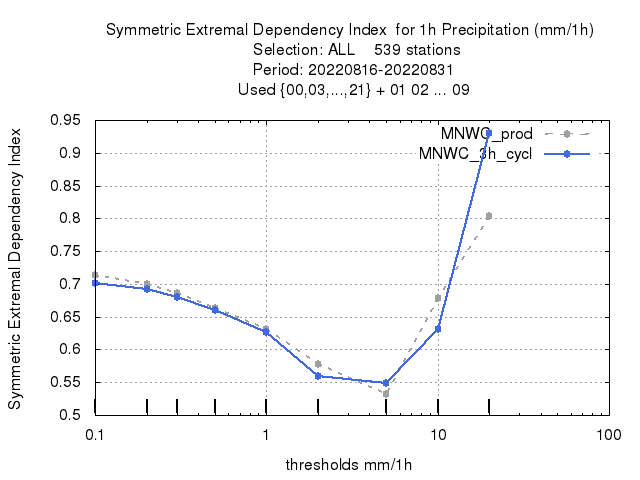 Symmetric Extremal Dependency Index  for 1h Precipitation (mm/1h)
Selection: ALL    539 stations
Period: 20220816-20220831
Used {00,03,...,21} + 01 02 ... 09
Symmetric Extremal Dependency Index
0.95
0.9
0.85
0.8
0.75
0.7
0.65
0.6
0.55
0.5
MNWC_prod
MNWC_3h_cycl
0.1
1
10
100
thresholds mm/1h